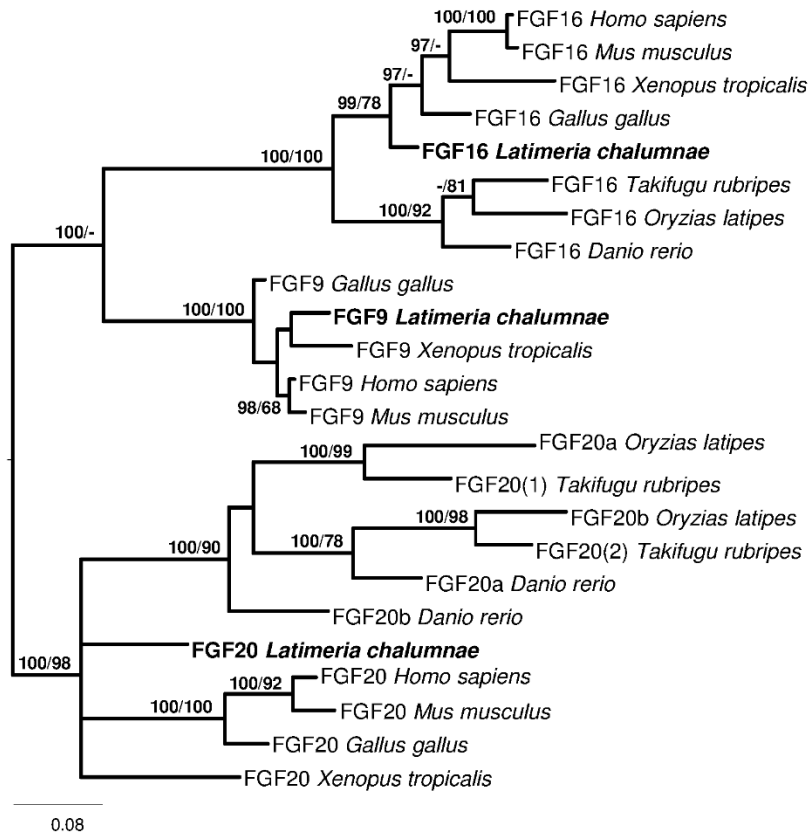 100/100
FGF16 Homo sapiens
97/-
FGF16 Mus musculus
97/-
FGF16 Xenopus tropicalis
99/78
FGF16 Gallus gallus
FGF16 Latimeria chalumnae
100/100
-/81
FGF16 Takifugu rubripes
100/92
FGF16 Oryzias latipes
100/-
FGF16 Danio rerio
FGF9 Gallus gallus
100/100
FGF9 Latimeria chalumnae
FGF9 Xenopus tropicalis
FGF9 Homo sapiens
98/68
FGF9 Mus musculus
100/99
FGF20a Oryzias latipes
FGF20(1) Takifugu rubripes
100/98
FGF20b Oryzias latipes
100/90
100/78
FGF20(2) Takifugu rubripes
FGF20a Danio rerio
FGF20b Danio rerio
FGF20 Latimeria chalumnae
100/98
100/92
FGF20 Homo sapiens
100/100
FGF20 Mus musculus
FGF20 Gallus gallus
FGF20 Xenopus tropicalis
0.08